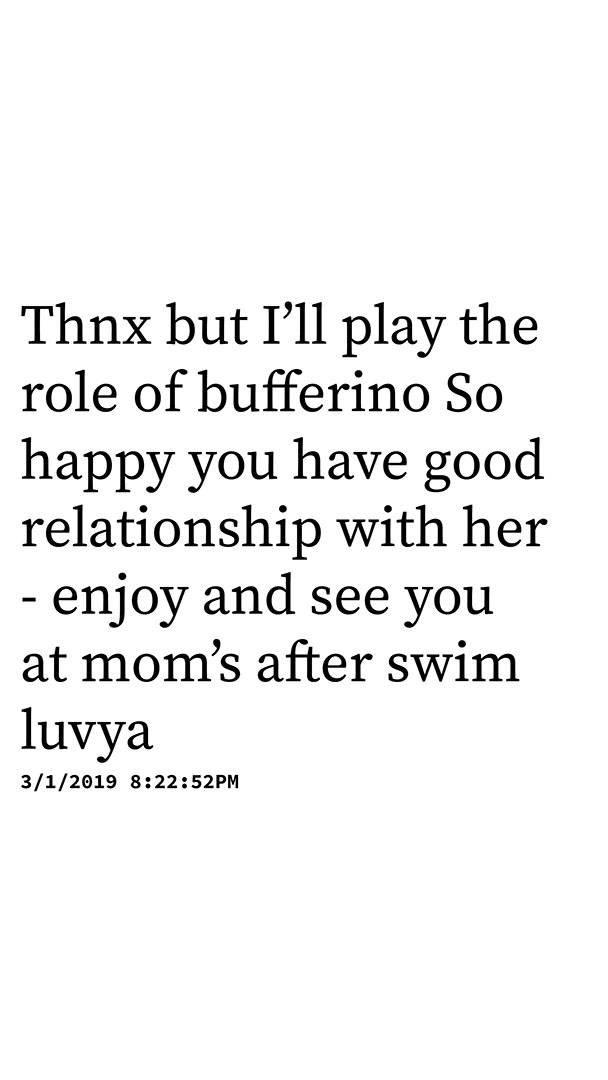 Thnx but I’ll play the
role of bufferino So
happy you have good
relationship with her
- enjoy and see you
at mom’s after swim
luvya
3/1/2019 8:22:52PM